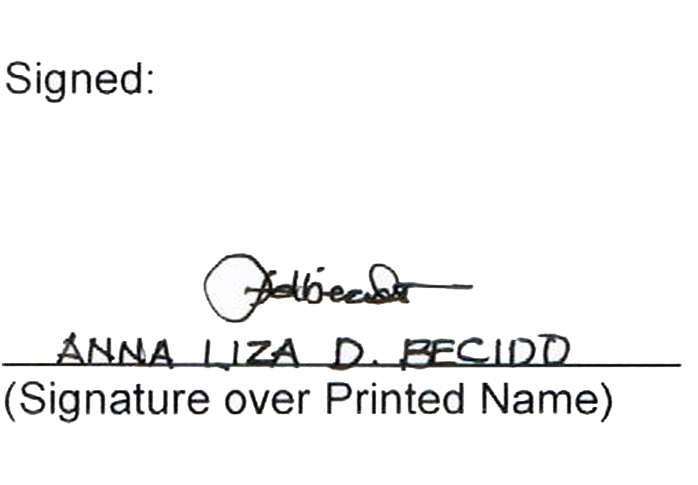 Signed:
ANNA LIZA D. BECIDO
(Signature over Printed Name)